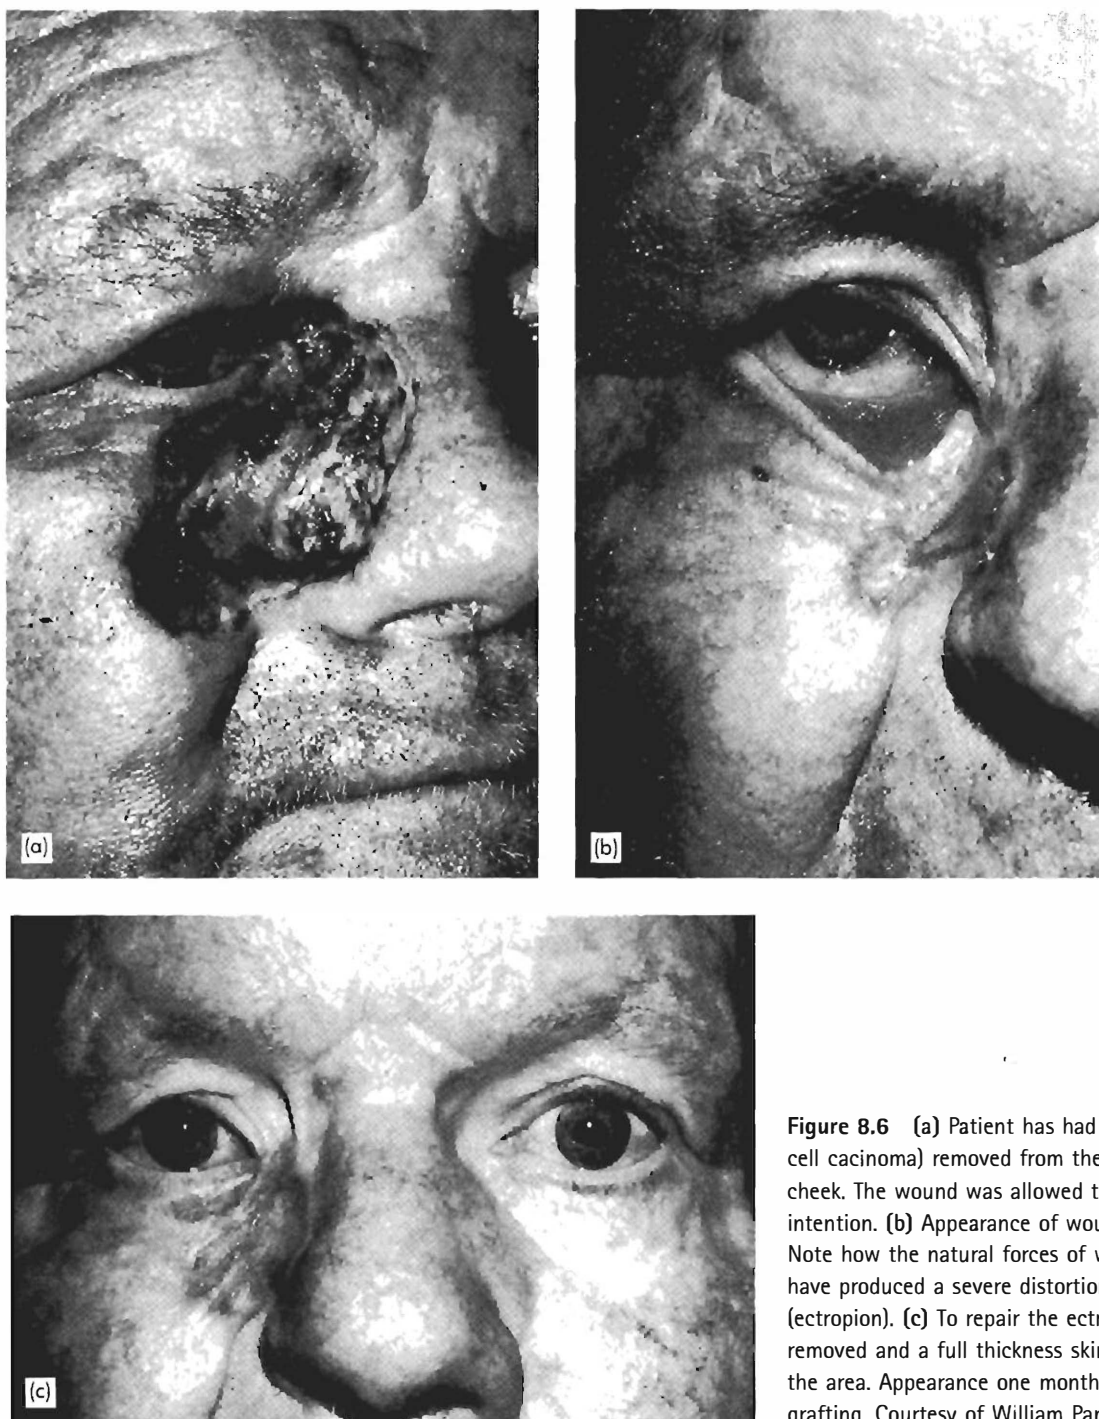 (a)
(b)
(c)
Figure 8.6 (a) Patient has had
cell cacinoma) removed from the
cheek. The wound was allowed t
intention. (b) Appearance of wou
Note how the natural forces of w
have produced a severe distortion
(ectropion). (c) To repair the ectr
removed and a full thickness skin
the area. Appearance one month
grafting. Courtesy of William Par